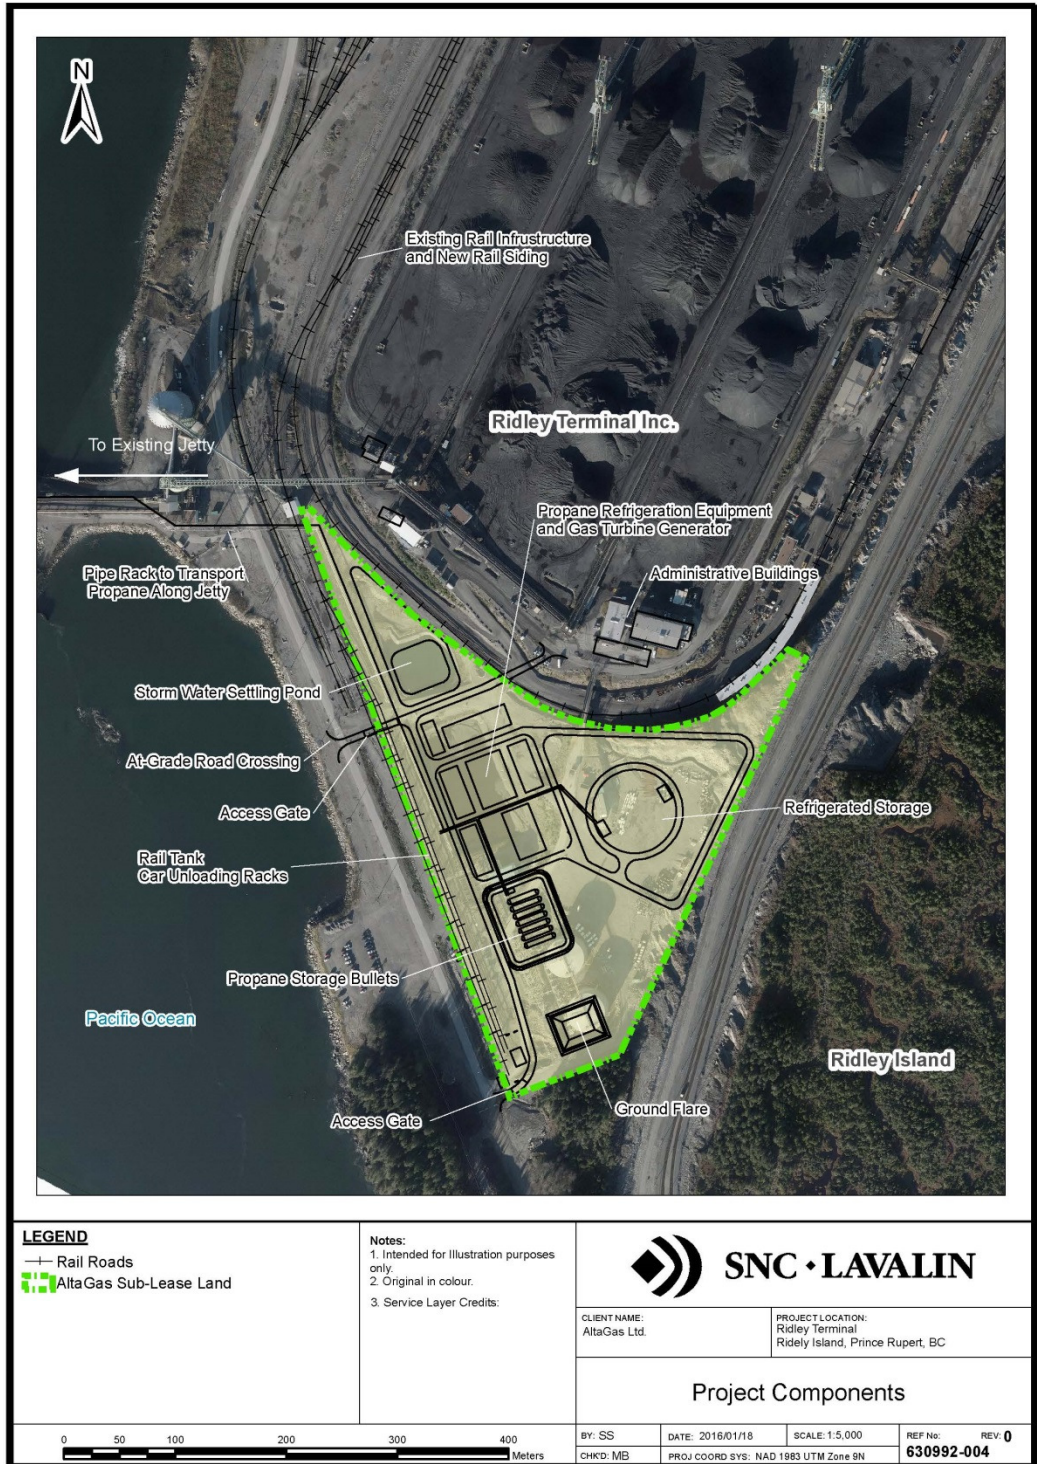 N
Existing Rail Infrustructure
and New Rail Siding
Ridley Terminal Inc.
To Existing Jetty
Propane Refrigeration Equipment
and Gas Turbine Generator
Pipe Rack to Transport
Propane Along Jetty
Administrative Buildings
Storm Water Settling Pond
At-Grade Road Crossing
Access Gate
Refrigerated Storage
Rail Tank
Car Unloading Racks
Propane Storage Bullets
Pacific Ocean
Ridley Island
Ground Flare
Access Gate
LEGEND
Rail Roads
AltaGas Sub-Lease Land
0 50 100 200 300 400
Meters
Notes:
1. Intended for Illustration purposes
only.
2. Original in colour.
3. Service Layer Credits:
SNC • LAVALIN
CLIENT NAME:
AltaGas Ltd.
PROJECT LOCATION:
Ridley Terminal
Ridely Island, Prince Rupert, BC
Project Components
BY: SS
DATE: 2016/01/18
SCALE: 1:5,000
REF No:
REV: 0
630992-004
CHK'D: MB
PROJ COORD SYS: NAD 1983 UTM Zone 9N